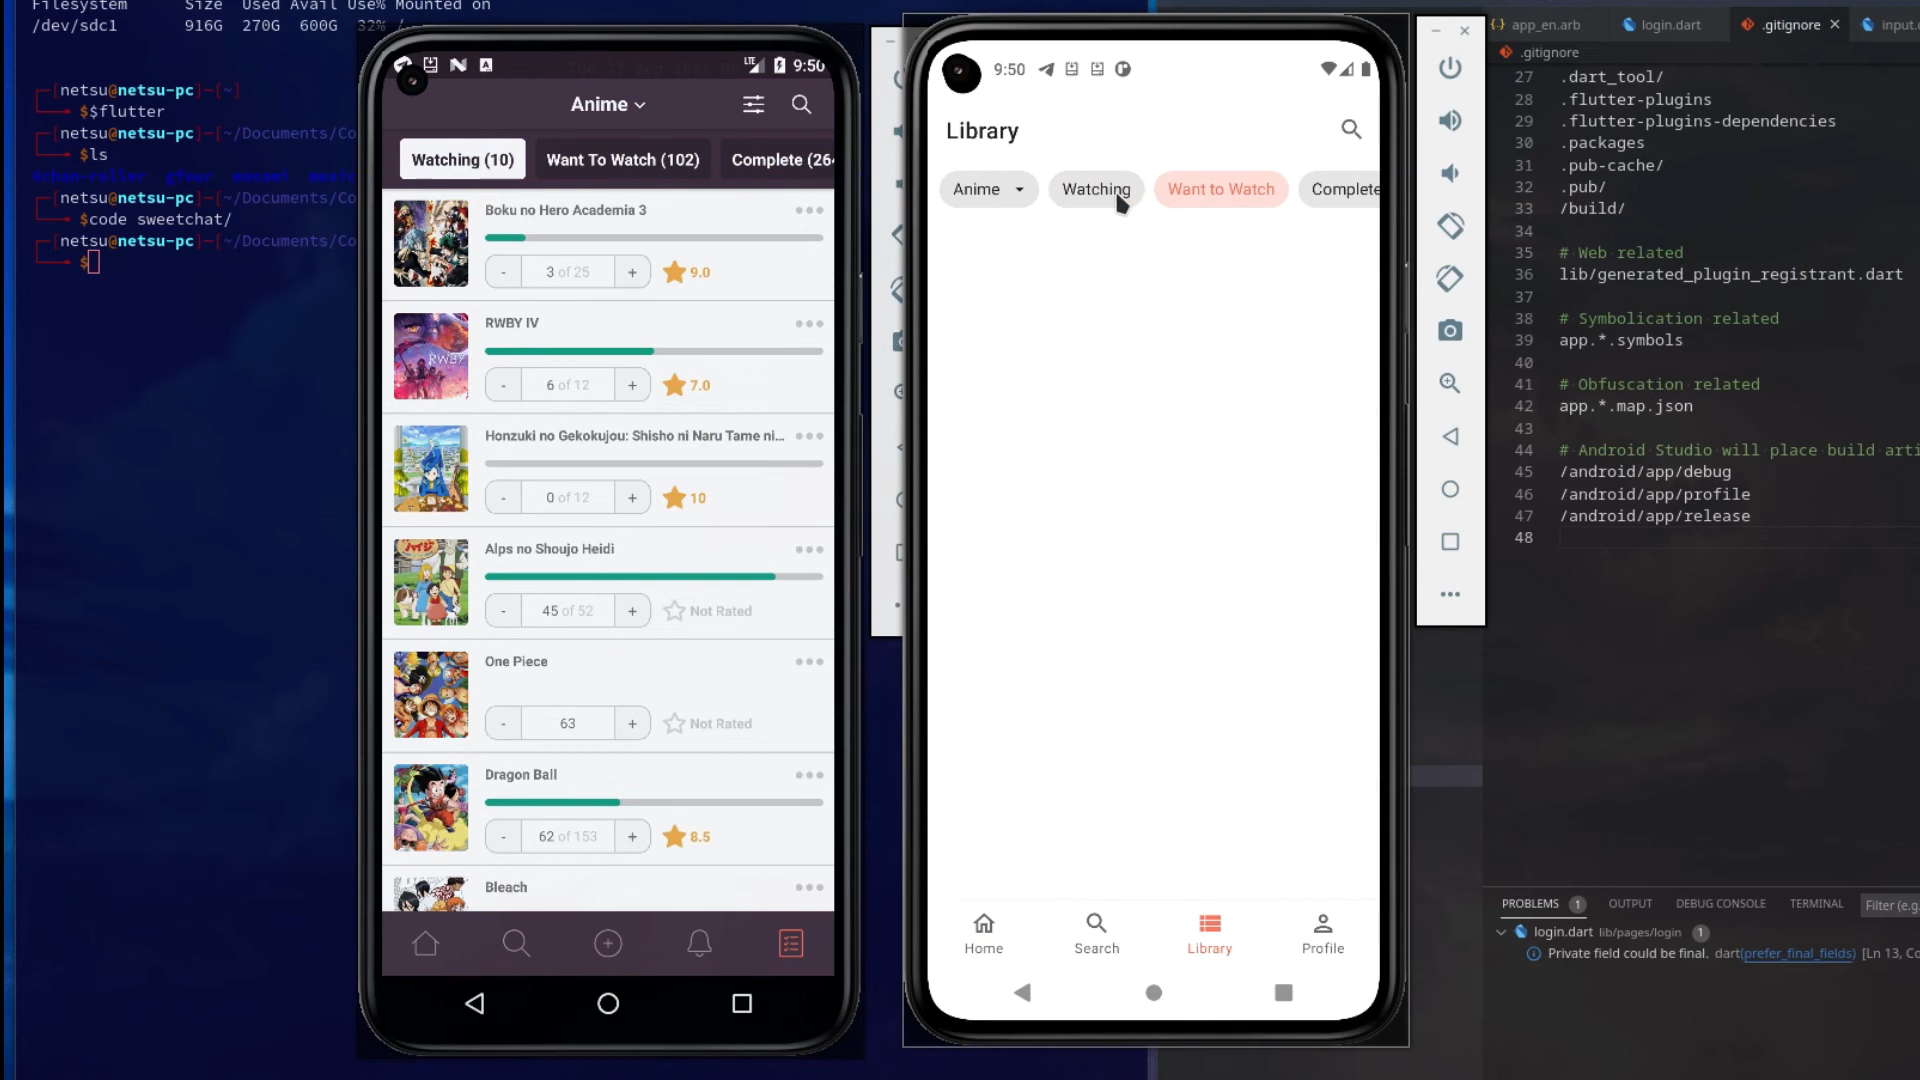 Filesystem Size Used Avail Use% Mounted on
/dev/sdc1 916G 270G 600G 32% /
[netsu@netsu-pc]-[~]
$$flutter
[netsu@netsu-pc]-[~/Documents/Co
$ls
[netsu@netsu-pc]-[~/Documents/Co
$code sweetchat/
[netsu@netsu-pc]-[~/Documents/Co
$
LTE 9:50
Anime
Watching (10) Want To Watch (102) Complete (264
Boku no Hero Academia 3
- 3 of 25 + 9.0
RWBY IV
RWBY
- 6 of 12 + 7.0
Honzuki no Gekokujou: Shisho ni Naru Tame ni...
- 0 of 12 + 10
Alps no Shoujo Heidi
- 45 of 52 + Not Rated
One Piece
- 63 + Not Rated
Dragon Ball
- 62 of 153 + 8.5
Bleach
9:50
Library
Anime Watching Want to Watch Complete
Home Search Library Profile
app_en.arb login.dart .gitignore input.
.gitignore
27 .dart_tool/
28 .flutter-plugins
29 .flutter-plugins-dependencies
30 .packages
31 .pub-cache/
32 .pub/
33 /build/
34
35 # Web related
36 lib/generated_plugin_registrant.dart
37
38 # Symbolication related
39 app.*.symbols
40
41 # Obfuscation related
42 app.*.map.json
43
44 # Android Studio will place build arti
45 /android/app/debug
46 /android/app/profile
47 /android/app/release
48
PROBLEMS 1 OUTPUT DEBUG CONSOLE TERMINAL Filter (e.g.
login.dart lib/pages/login 1
Private field could be final. dart(prefer_final_fields) [Ln 13, Co